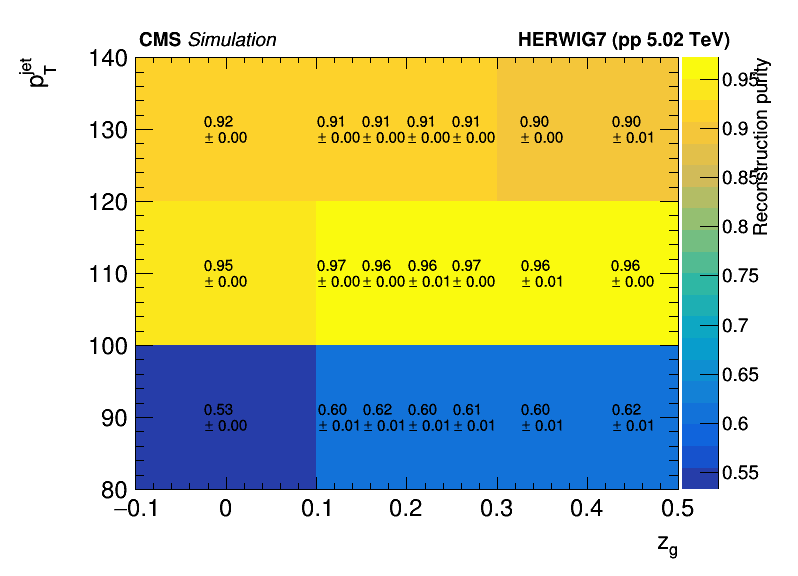 CMS Simulation HERWIG7 (pp 5.02 TeV)
p_T^jet
140
130
120
110
100
90
80
0.92 0.91 0.91 0.91 0.91 0.90 0.90
± 0.00 ± 0.00 ± 0.00 ± 0.00 ± 0.00 ± 0.00 ± 0.01
0.95 0.97 0.96 0.96 0.97 0.96 0.96
± 0.00 ± 0.00 ± 0.00 ± 0.01 ± 0.00 ± 0.01 ± 0.00
0.53 0.60 0.62 0.60 0.61 0.60 0.62
± 0.00 ± 0.01 ± 0.01 ± 0.01 ± 0.01 ± 0.01 ± 0.01
−0.1 0 0.1 0.2 0.3 0.4 0.5
z_g
0.95
0.9
0.85
0.8
0.75
0.7
0.65
0.6
0.55
Reconstruction purity